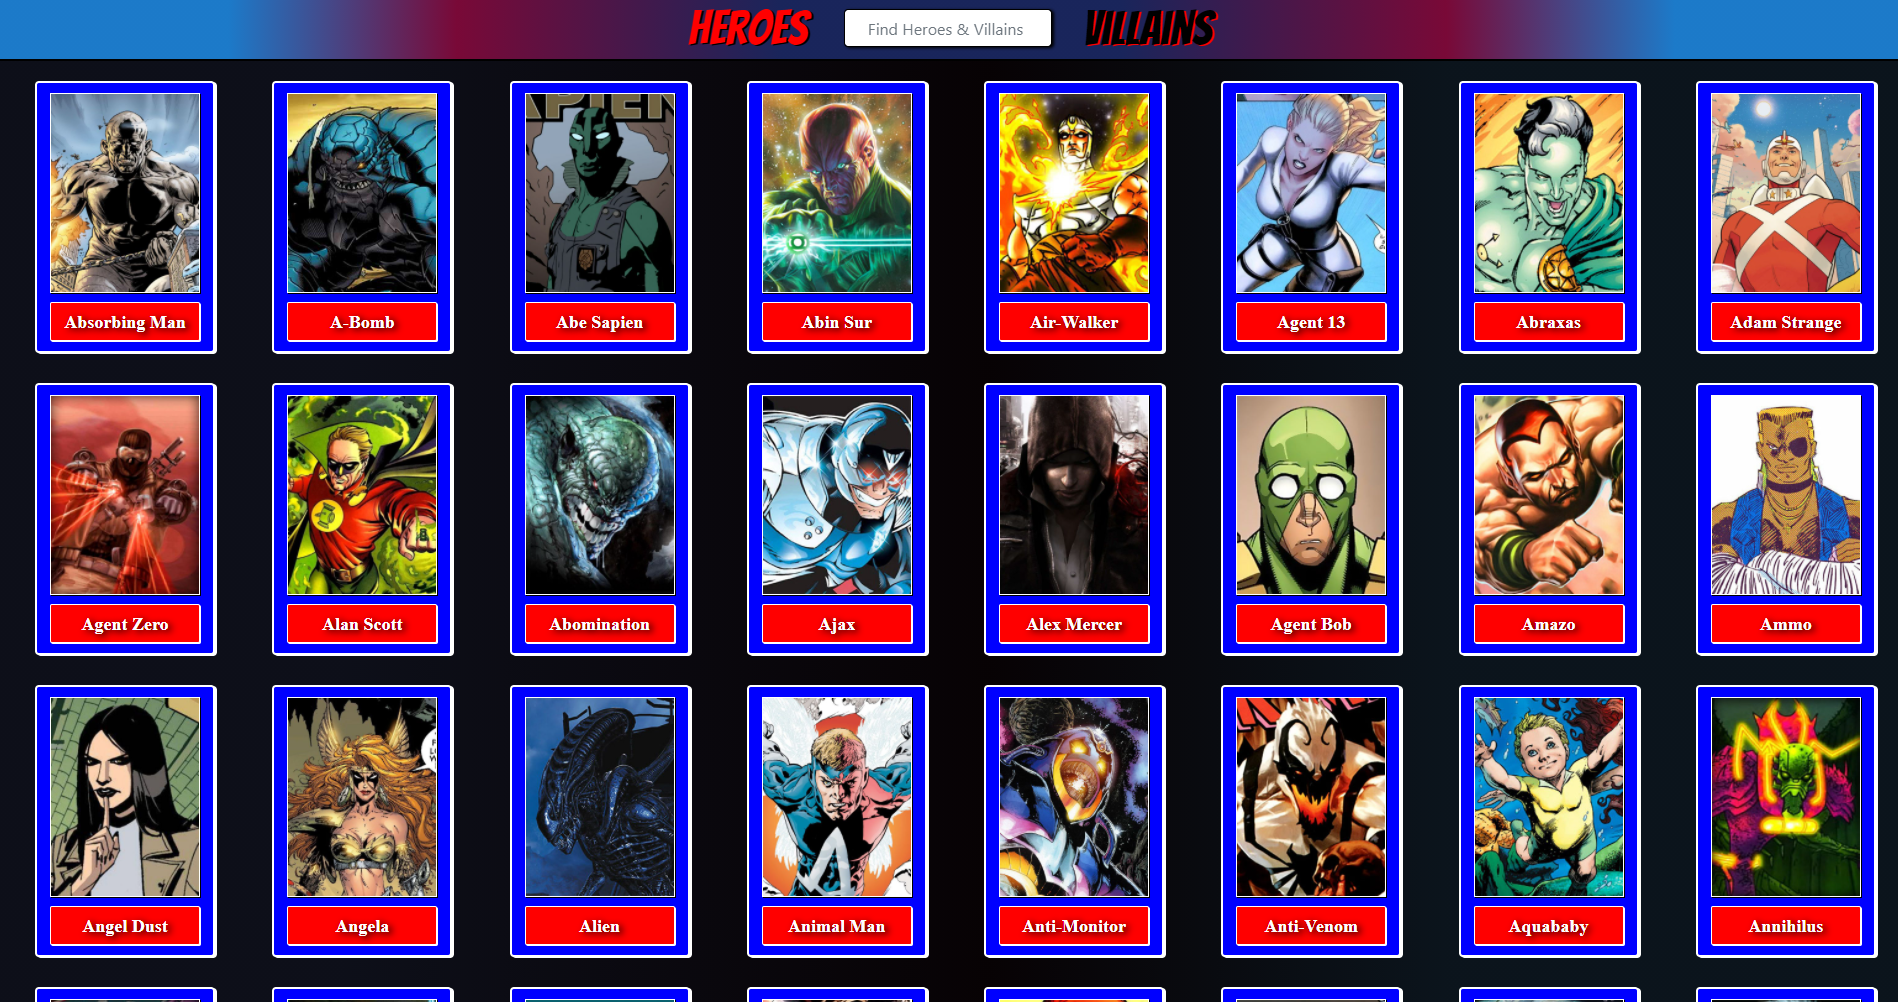 HEROES
Find Heroes & Villains
VILLAINS
SAPIEN
Absorbing Man
A-Bomb
Abe Sapien
Abin Sur
Air-Walker
Agent 13
Abraxas
Adam Strange
Agent Zero
Alan Scott
Abomination
Ajax
Alex Mercer
Agent Bob
Amazo
Ammo
Angel Dust
Angela
Alien
Animal Man
Anti-Monitor
Anti-Venom
Aquababy
Annihilus